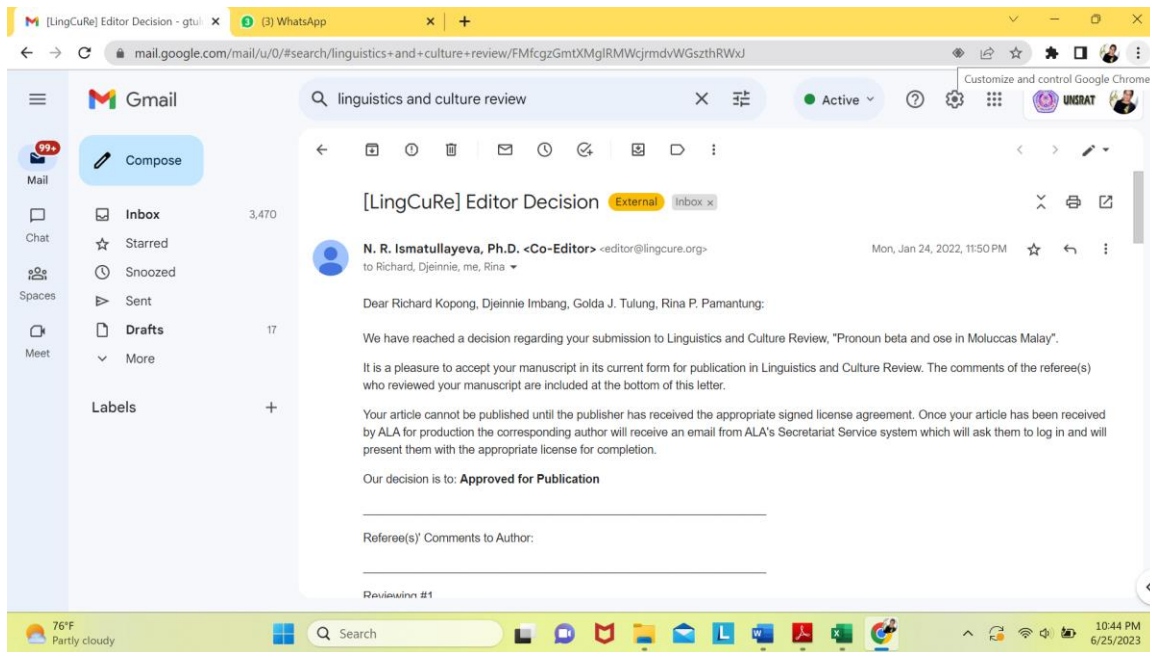 [LingCuRe] Editor Decision - gtul
(3) WhatsApp
mail.google.com/mail/u/0/#search/linguistics+and+culture+review/FMfcgzGmtXMglRMWcjrmdvWGszthRWxJ
Customize and control Google Chrome
Gmail
linguistics and culture review
Active
UNSRAT
99+
Mail
Compose
Chat
Spaces
Meet
Inbox 3,470
Starred
Snoozed
Sent
Drafts 17
More
Labels
[LingCuRe] Editor Decision External Inbox x
N. R. Ismatullayeva, Ph.D. <Co-Editor> <editor@lingcure.org> Mon, Jan 24, 2022, 11:50 PM
to Richard, Djeinnie, me, Rina
Dear Richard Kopong, Djeinnie Imbang, Golda J. Tulung, Rina P. Pamantung:
We have reached a decision regarding your submission to Linguistics and Culture Review, "Pronoun beta and ose in Moluccas Malay".
It is a pleasure to accept your manuscript in its current form for publication in Linguistics and Culture Review. The comments of the referee(s)
who reviewed your manuscript are included at the bottom of this letter.
Your article cannot be published until the publisher has received the appropriate signed license agreement. Once your article has been received
by ALA for production the corresponding author will receive an email from ALA's Secretariat Service system which will ask them to log in and will
present them with the appropriate license for completion.
Our decision is to: Approved for Publication
Referee(s)' Comments to Author:
Reviewing #1
76°F
Partly cloudy
Search
10:44 PM
6/25/2023